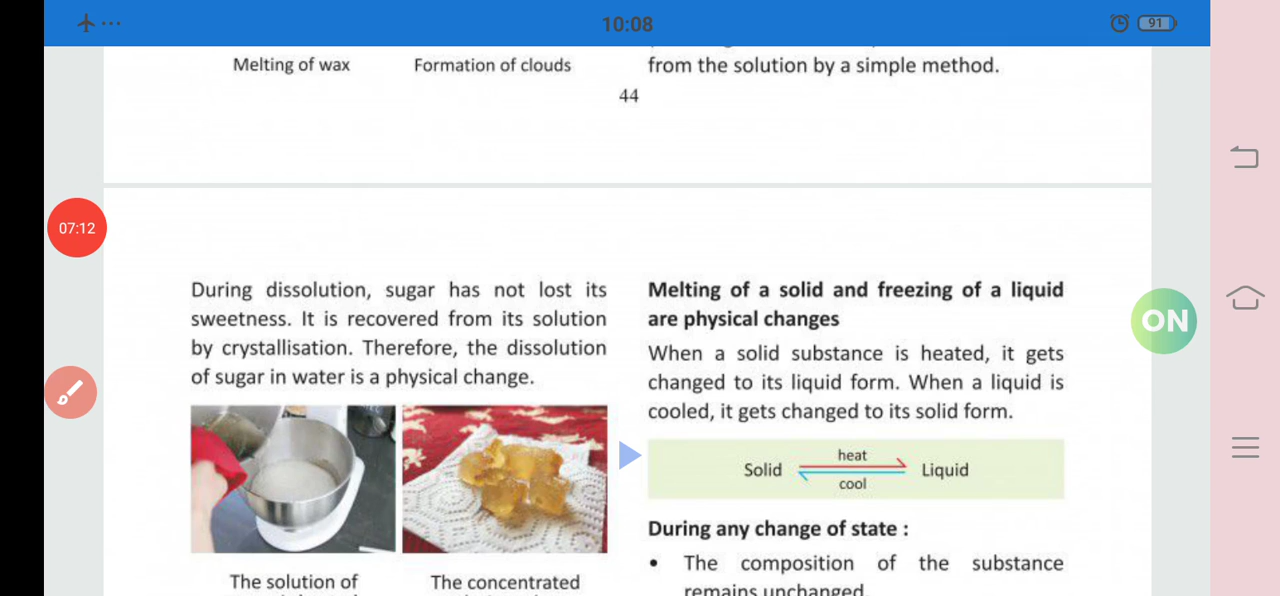 10:08
91
Melting of wax
Formation of clouds
from the solution by a simple method.
44
07:12
During dissolution, sugar has not lost its
sweetness. It is recovered from its solution
by crystallisation. Therefore, the dissolution
of sugar in water is a physical change.
The solution of
The concentrated
Melting of a solid and freezing of a liquid
are physical changes
When a solid substance is heated, it gets
changed to its liquid form. When a liquid is
cooled, it gets changed to its solid form.
heat
Solid Liquid
cool
During any change of state :
• The composition of the substance
remains unchanged.
ON